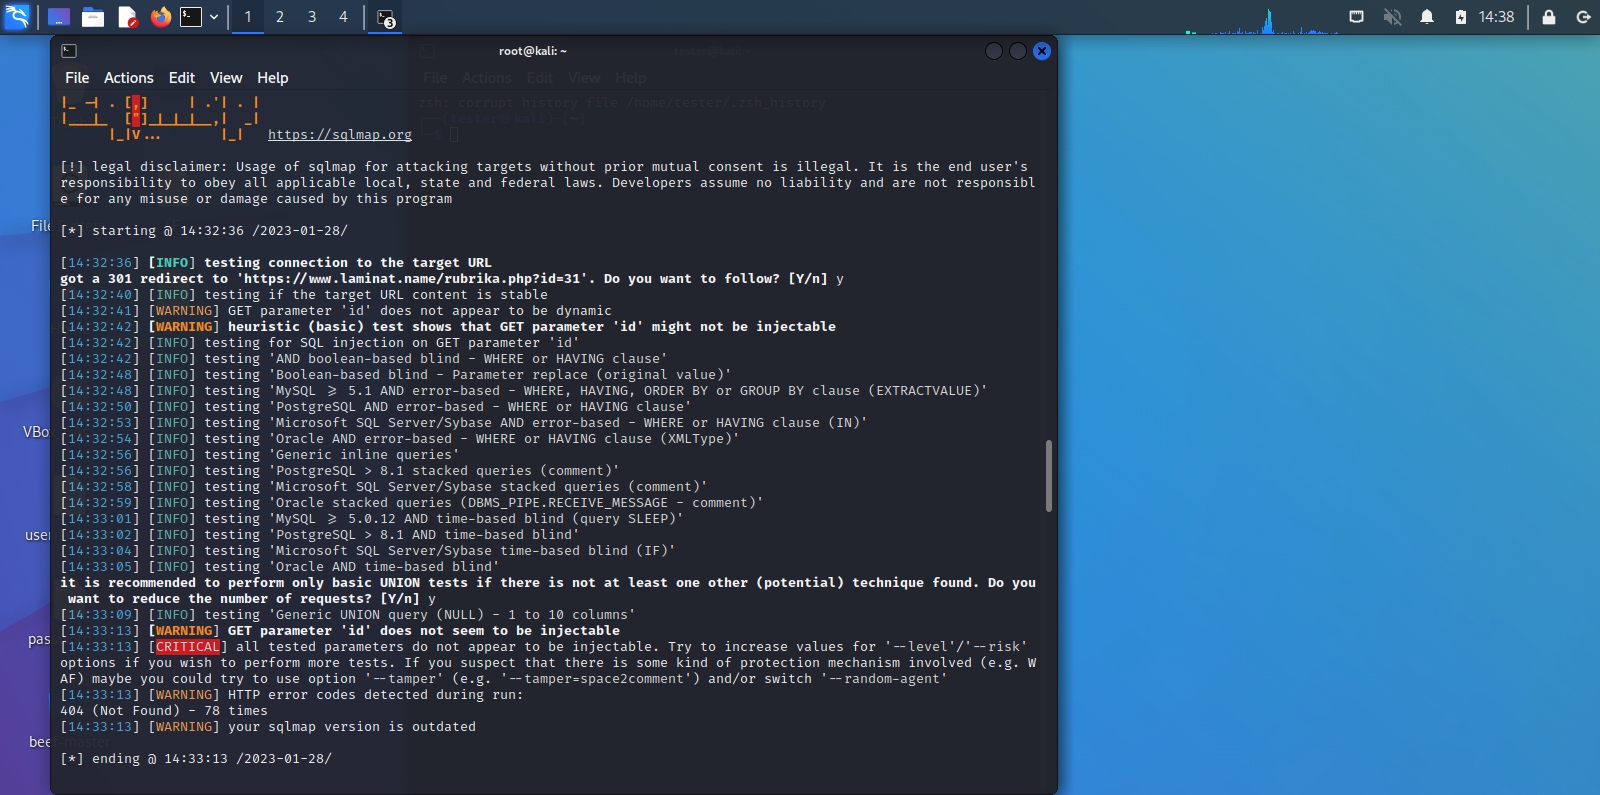 1 2 3 4 3 14:38
root@kali: ~
File Actions Edit View Help
File Actions Edit View Help
zsh: corrupt history file /home/tester/.zsh_history
https://sqlmap.org
[!] legal disclaimer: Usage of sqlmap for attacking targets without prior mutual consent is illegal. It is the end user's
responsibility to obey all applicable local, state and federal laws. Developers assume no liability and are not responsibl
e for any misuse or damage caused by this program
[*] starting @ 14:32:36 /2023-01-28/
[14:32:36] [INFO] testing connection to the target URL
got a 301 redirect to 'https://www.laminat.name/rubrika.php?id=31'. Do you want to follow? [Y/n] y
[14:32:40] [INFO] testing if the target URL content is stable
[14:32:41] [WARNING] GET parameter 'id' does not appear to be dynamic
[14:32:42] [WARNING] heuristic (basic) test shows that GET parameter 'id' might not be injectable
[14:32:42] [INFO] testing for SQL injection on GET parameter 'id'
[14:32:42] [INFO] testing 'AND boolean-based blind - WHERE or HAVING clause'
[14:32:48] [INFO] testing 'Boolean-based blind - Parameter replace (original value)'
[14:32:48] [INFO] testing 'MySQL ≥ 5.1 AND error-based - WHERE, HAVING, ORDER BY or GROUP BY clause (EXTRACTVALUE)'
[14:32:50] [INFO] testing 'PostgreSQL AND error-based - WHERE or HAVING clause'
[14:32:53] [INFO] testing 'Microsoft SQL Server/Sybase AND error-based - WHERE or HAVING clause (IN)'
[14:32:54] [INFO] testing 'Oracle AND error-based - WHERE or HAVING clause (XMLType)'
[14:32:56] [INFO] testing 'Generic inline queries'
[14:32:56] [INFO] testing 'PostgreSQL > 8.1 stacked queries (comment)'
[14:32:58] [INFO] testing 'Microsoft SQL Server/Sybase stacked queries (comment)'
[14:32:59] [INFO] testing 'Oracle stacked queries (DBMS_PIPE.RECEIVE_MESSAGE - comment)'
[14:33:01] [INFO] testing 'MySQL ≥ 5.0.12 AND time-based blind (query SLEEP)'
[14:33:02] [INFO] testing 'PostgreSQL > 8.1 AND time-based blind'
[14:33:04] [INFO] testing 'Microsoft SQL Server/Sybase time-based blind (IF)'
[14:33:05] [INFO] testing 'Oracle AND time-based blind'
it is recommended to perform only basic UNION tests if there is not at least one other (potential) technique found. Do you
want to reduce the number of requests? [Y/n] y
[14:33:09] [INFO] testing 'Generic UNION query (NULL) - 1 to 10 columns'
[14:33:13] [WARNING] GET parameter 'id' does not seem to be injectable
[14:33:13] [CRITICAL] all tested parameters do not appear to be injectable. Try to increase values for '--level'/'--risk'
options if you wish to perform more tests. If you suspect that there is some kind of protection mechanism involved (e.g. W
AF) maybe you could try to use option '--tamper' (e.g. '--tamper=space2comment') and/or switch '--random-agent'
[14:33:13] [WARNING] HTTP error codes detected during run:
404 (Not Found) - 78 times
[14:33:13] [WARNING] your sqlmap version is outdated
[*] ending @ 14:33:13 /2023-01-28/
File
VBo
user
pas